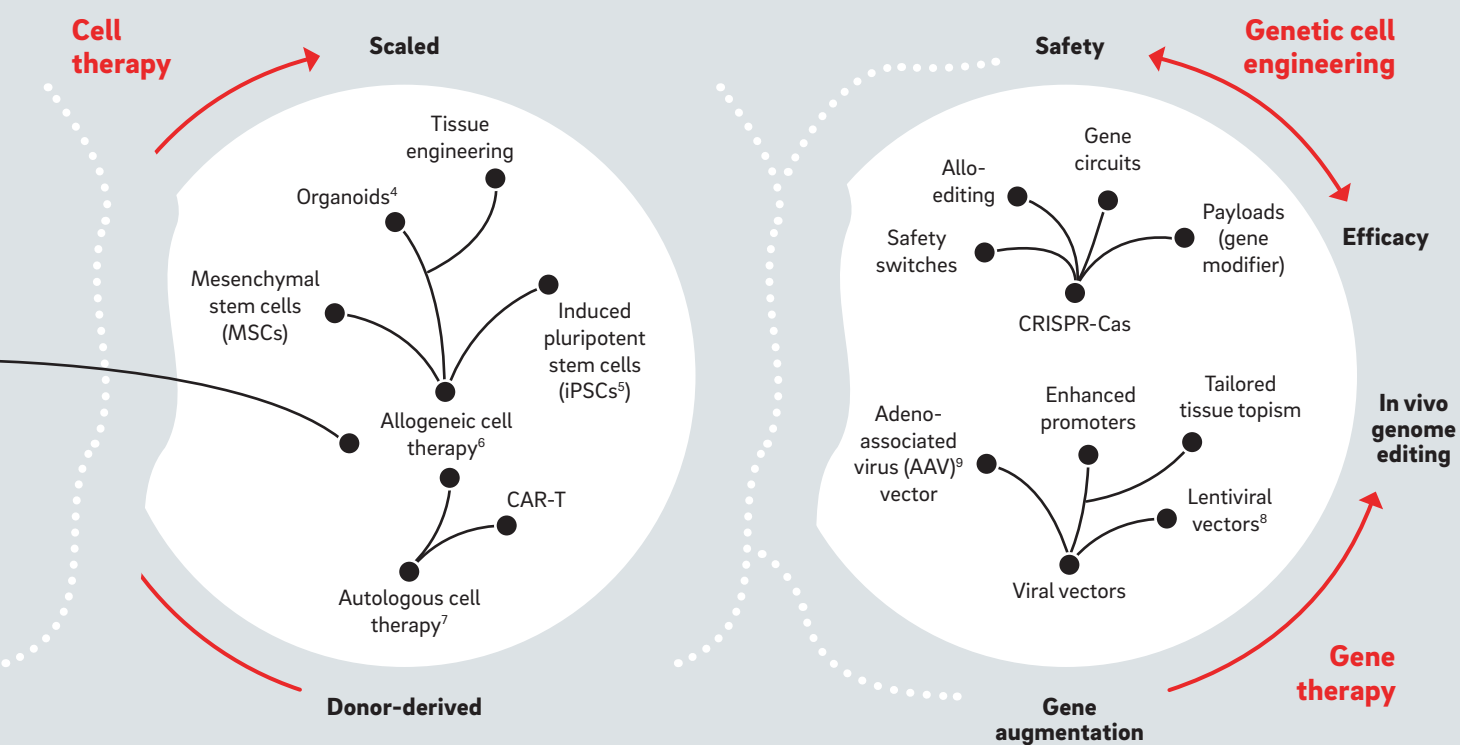 Cell
therapy
Scaled
Tissue
engineering
Organoids4
Mesenchymal
stem cells
(MSCs)
Induced
pluripotent
stem cells
(iPSCs5)
Allogeneic cell
therapy6
CAR-T
Autologous cell
therapy7
Donor-derived
Safety
Genetic cell
engineering
Gene
circuits
Allo-
editing
Safety
switches
Payloads
(gene
modifier)
Efficacy
CRISPR-Cas
Adeno-
associated
virus (AAV)9
vector
Enhanced
promoters
Tailored
tissue topism
Lentiviral
vectors8
Viral vectors
In vivo
genome
editing
Gene
therapy
Gene
augmentation